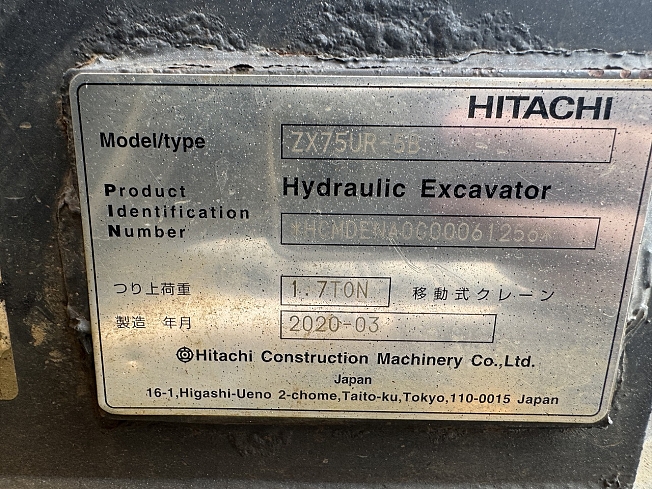 HITACHI
Model/type ZX75UR-5B
Product Hydraulic Excavator
Identification
Number *HCMDENA0C00061256*
つり上荷重 1.7TON 移動式クレーン
製造 年月 2020-03
Hitachi Construction Machinery Co.,Ltd.
Japan
16-1,Higashi-Ueno 2-chome,Taito-ku,Tokyo,110-0015 Japan